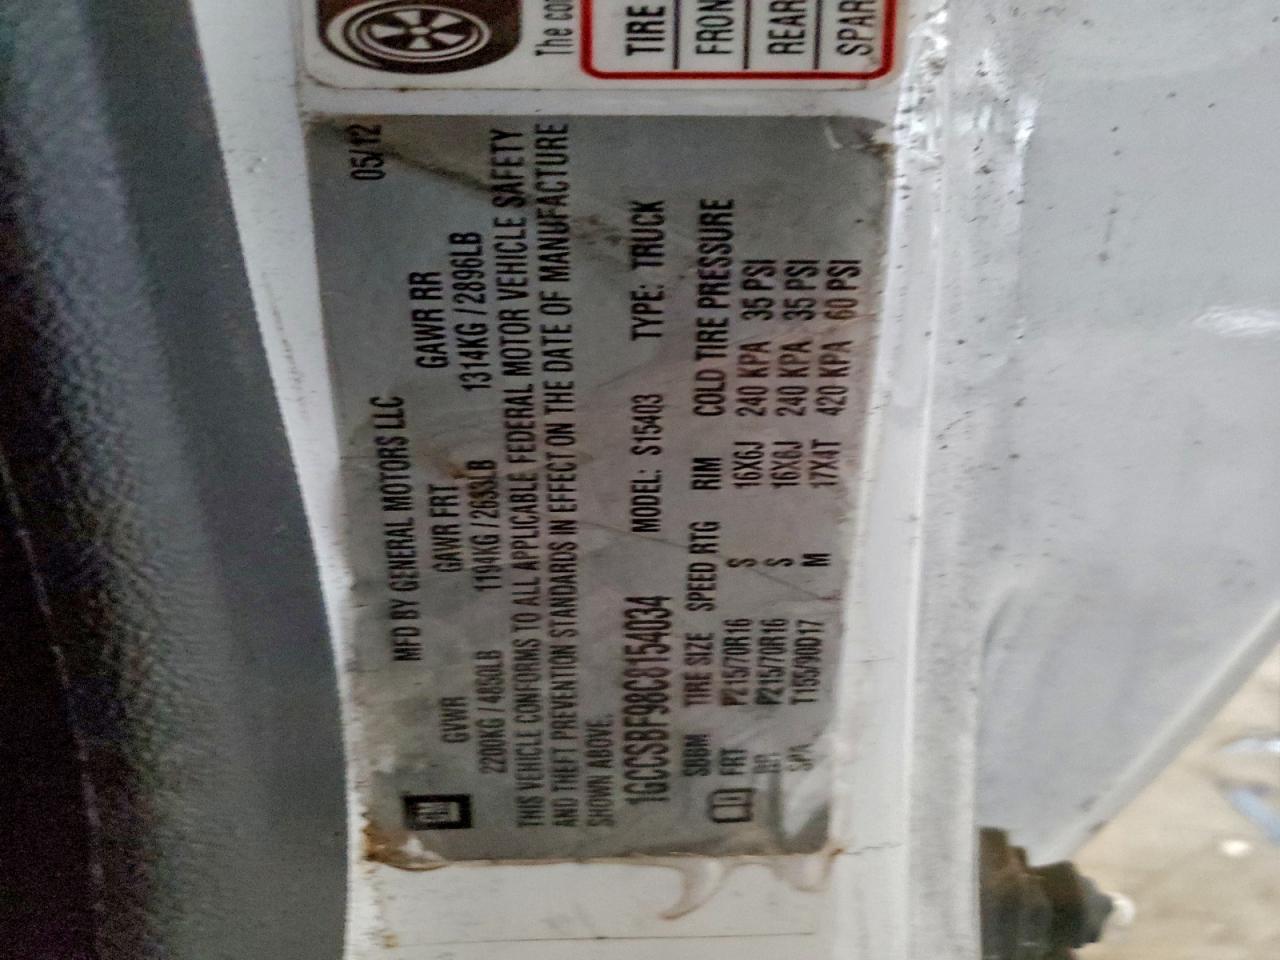 The
TIRE
FRON
REAR
SPAR
MFD BY GENERAL MOTORS LLC 05/12
GVWR GAWR FRT GAWR RR
2200KG / 4850LB 1194KG / 2633LB 1314KG / 2896LB
THIS VEHICLE CONFORMS TO ALL APPLICABLE FEDERAL MOTOR VEHICLE SAFETY
AND THEFT PREVENTION STANDARDS IN EFFECT ON THE DATE OF MANUFACTURE
SHOWN ABOVE.
1GCCSBF98C8154034 MODEL: S15403 TYPE: TRUCK
TIRE SIZE SPEED RTG RIM COLD TIRE PRESSURE
FRT P215/70R16 S 16X6J 240 KPA 35 PSI
P215/70R16 S 16X6J 240 KPA 35 PSI
SPA T155/90D17 M 17X4T 420 KPA 60 PSI
GM